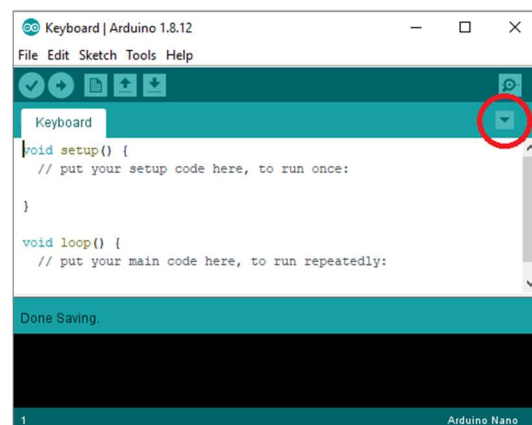 Keyboard | Arduino 1.8.12
File Edit Sketch Tools Help
Keyboard
void setup() {
// put your setup code here, to run once:
}
void loop() {
// put your main code here, to run repeatedly:
Done Saving.
1 Arduino Nano